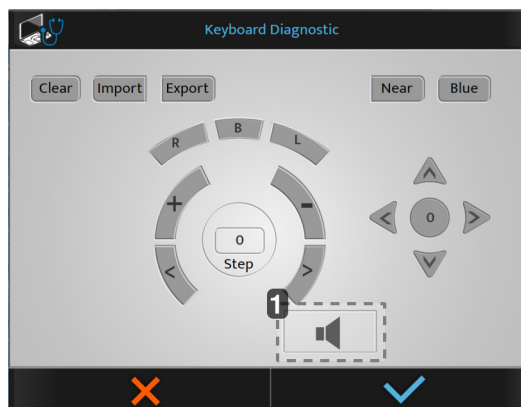 Keyboard Diagnostic
Clear Import Export Near Blue
R B L
+ -
0 0
Step
< >
1